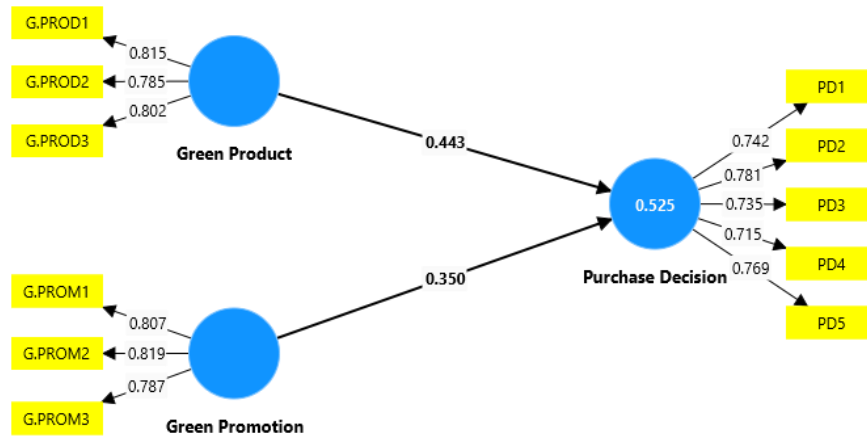 G.PROD1
0.815
G.PROD2
0.785
G.PROD3
0.802
Green Product
0.443
G.PROM1
0.807
G.PROM2
0.819
G.PROM3
0.787
Green Promotion
0.350
0.525
Purchase Decision
PD1
0.742
PD2
0.781
PD3
0.735
PD4
0.715
PD5
0.769